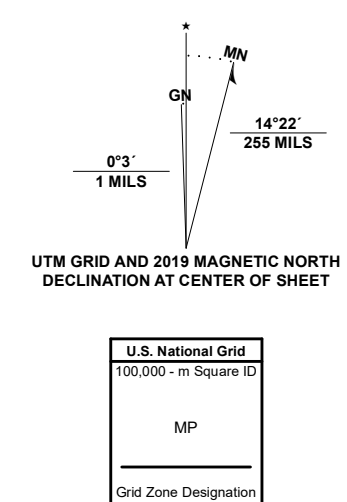 MN
GN
14°22´
255 MILS
0°3´
1 MILS
UTM GRID AND 2019 MAGNETIC NORTH
DECLINATION AT CENTER OF SHEET
U.S. National Grid
100,000 - m Square ID
MP
Grid Zone Designation